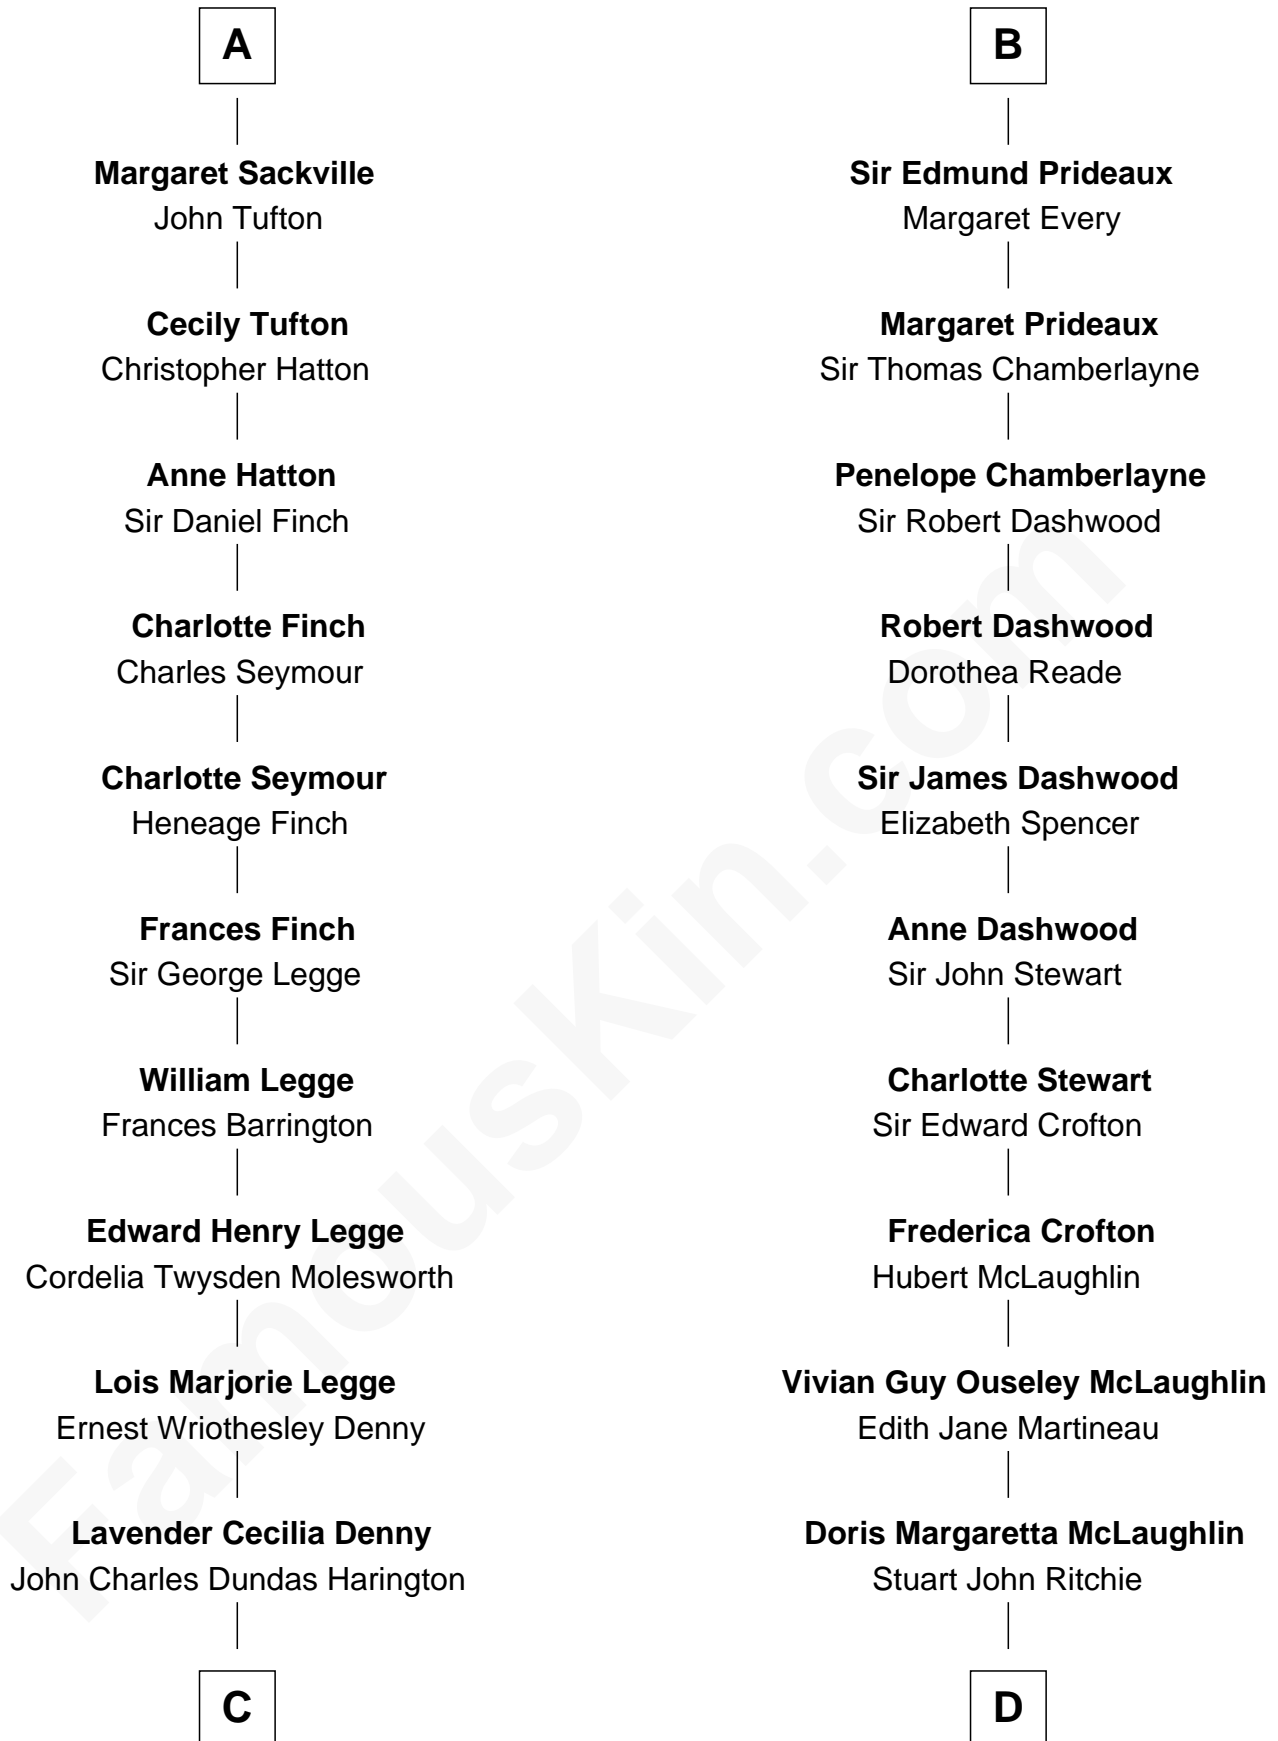 A
Margaret Sackville
John Tufton
Cecily Tufton
Christopher Hatton
Anne Hatton
Sir Daniel Finch
Charlotte Finch
Charles Seymour
Charlotte Seymour
Heneage Finch
Frances Finch
Sir George Legge
William Legge
Frances Barrington
Edward Henry Legge
Cordelia Twysden Molesworth
Lois Marjorie Legge
Ernest Wriothesley Denny
Lavender Cecilia Denny
John Charles Dundas Harington
C
B
Sir Edmund Prideaux
Margaret Every
Margaret Prideaux
Sir Thomas Chamberlayne
Penelope Chamberlayne
Sir Robert Dashwood
Robert Dashwood
Dorothea Reade
Sir James Dashwood
Elizabeth Spencer
Anne Dashwood
Sir John Stewart
Charlotte Stewart
Sir Edward Crofton
Frederica Crofton
Hubert McLaughlin
Vivian Guy Ouseley McLaughlin
Edith Jane Martineau
Doris Margaretta McLaughlin
Stuart John Ritchie
D
FamousKin.com